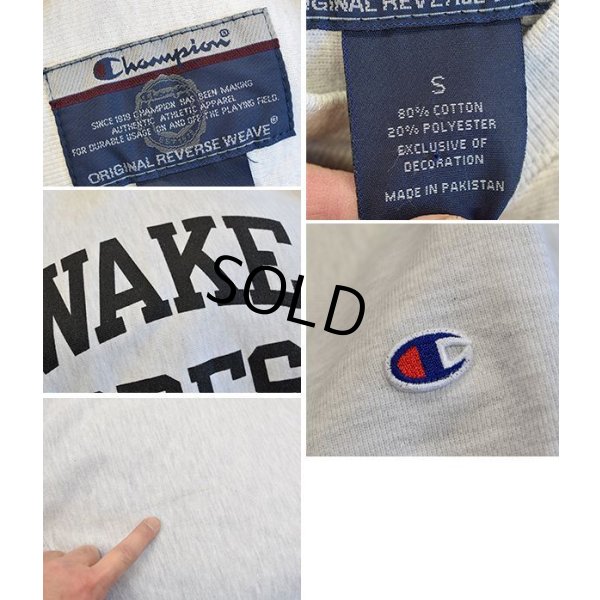 Champion
SINCE 1919 CHAMPION HAS BEEN MAKING
AUTHENTIC ATHLETIC APPAREL
FOR DURABLE USAGE ON AND OFF THE PLAYING FIELD.
ORIGINAL REVERSE WEAVE®
S
80% COTTON
20% POLYESTER
EXCLUSIVE OF
DECORATION
MADE IN PAKISTAN
WAKE
SOLD